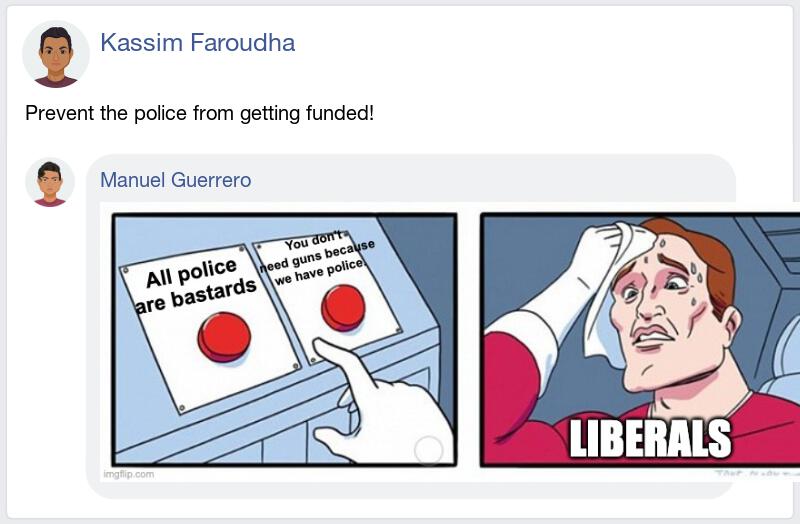 Kassim Faroudha
Prevent the police from getting funded!
Manuel Guerrero
All police
are bastards
You don't
need guns because
we have police.
LIBERALS
imgflip.com